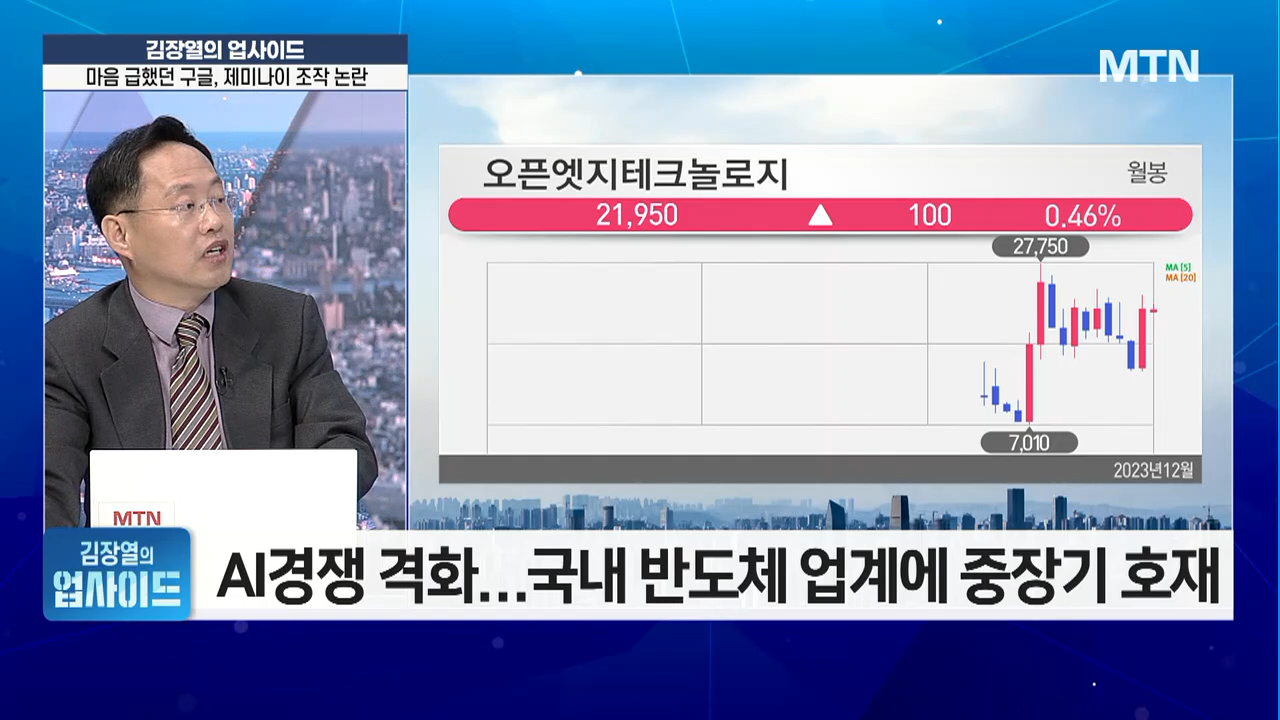 김장열의 업사이드
마음 급했던 구글, 제미나이 조작 논란
MTN
오픈엣지테크놀로지
월봉
21,950 ▲ 100 0.46%
27,750
MA [5]
MA [20]
7,010
2023년12월
MTN
김장열의
업사이드
AI경쟁 격화...국내 반도체 업계에 중장기 호재